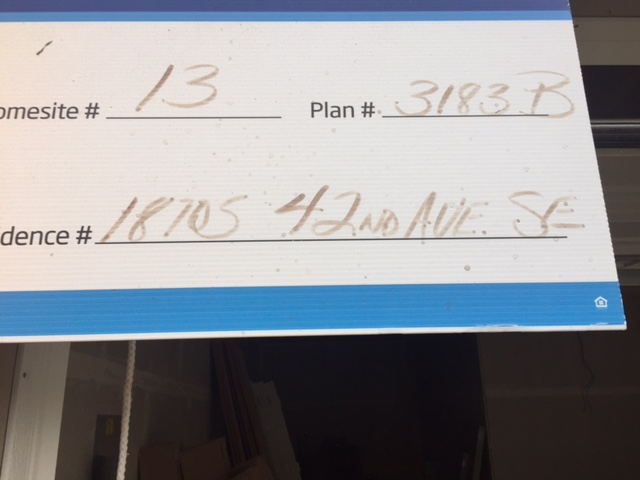 omesite # 13 Plan #. 3183 B
dence # 18705 42ND AVE. SE